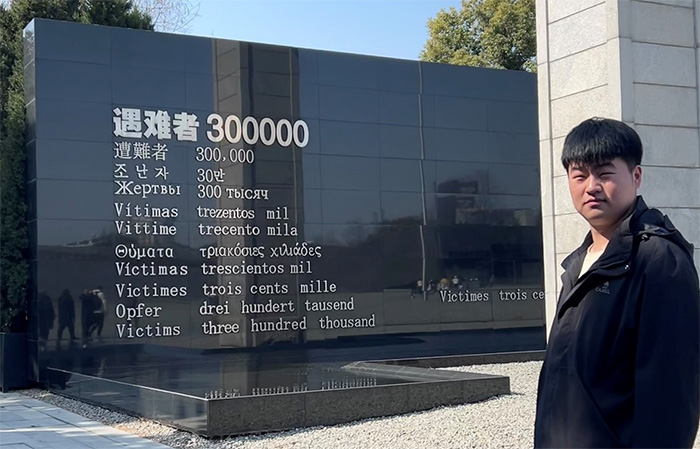 遇难者 300000
遭難者 300,000
조난자 30만
Жертвы 300 тысяч
Vítimas trezentos mil
Vittime trecento mila
Θύματα τριακόσιες χιλιάδες
Víctimas trescientos mil
Victimes trois cents mille
Opfer drei hundert tausend
Victims three hundred thousand
Victimes trois